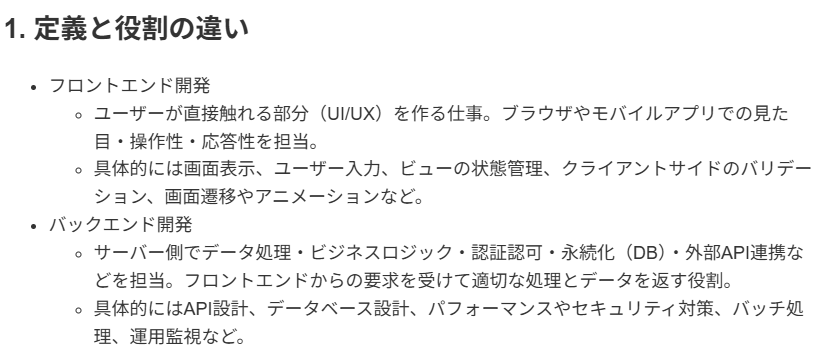 1. 定義と役割の違い
フロントエンド開発
ユーザーが直接触れる部分（UI/UX）を作る仕事。ブラウザやモバイルアプリでの見た
目・操作性・応答性を担当。
具体的には画面表示、ユーザー入力、ビューの状態管理、クライアントサイドのバリデー
ション、画面遷移やアニメーションなど。
バックエンド開発
サーバー側でデータ処理・ビジネスロジック・認証認可・永続化（DB）・外部API連携な
どを担当。フロントエンドからの要求を受けて適切な処理とデータを返す役割。
具体的にはAPI設計、データベース設計、パフォーマンスやセキュリティ対策、バッチ処
理、運用監視など。